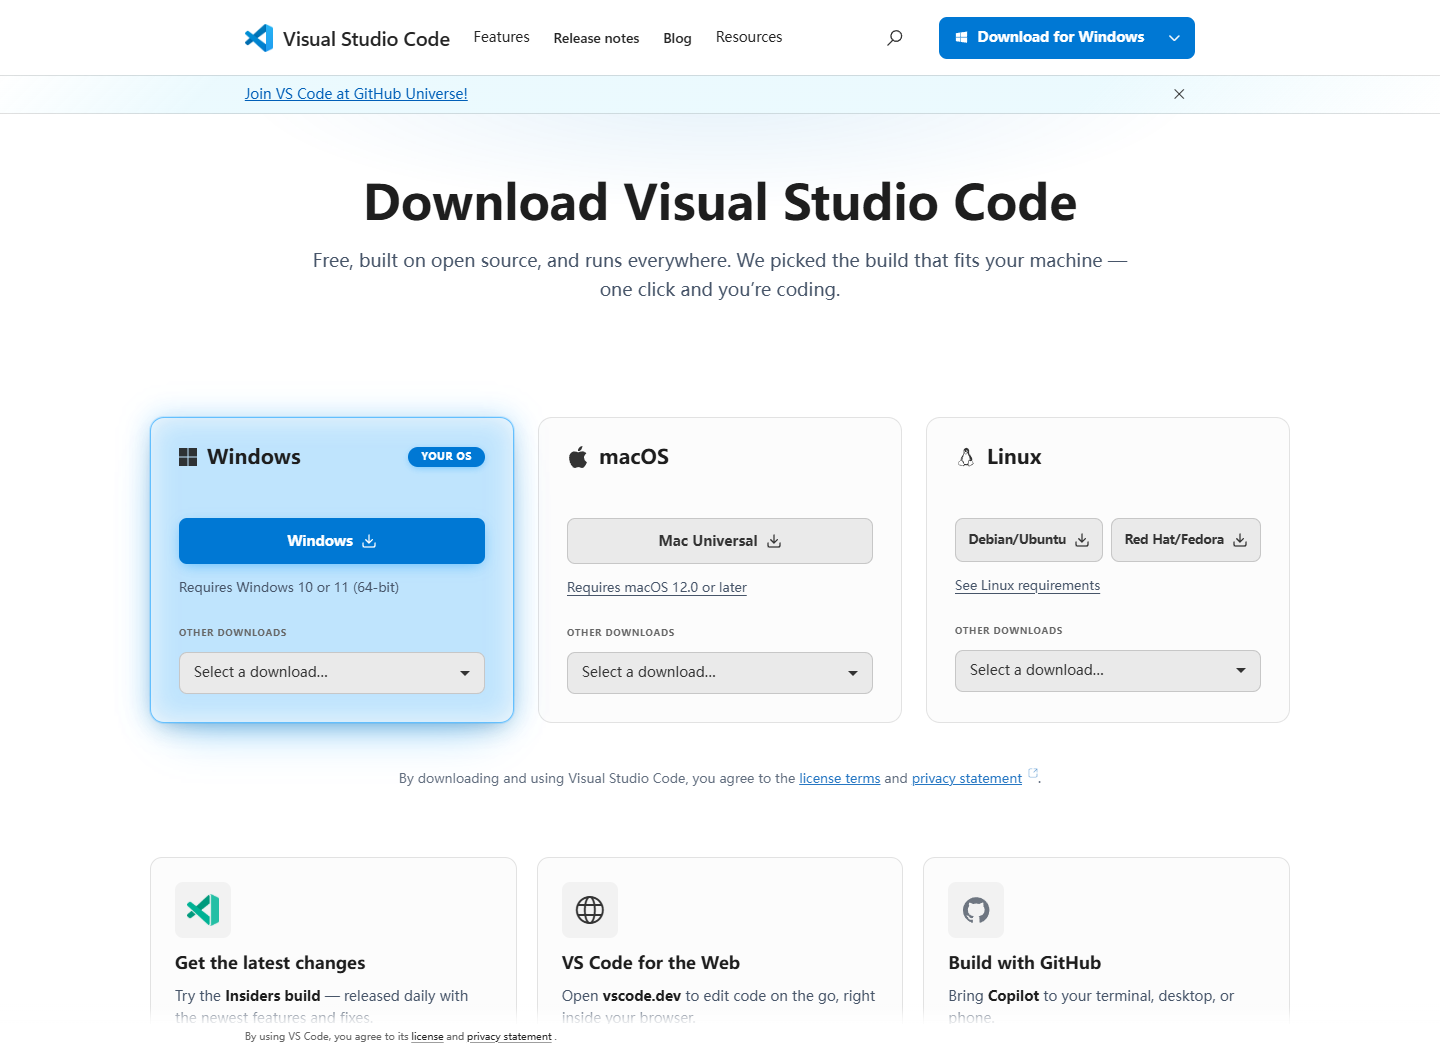 Visual Studio Code
Features
Release notes
Blog
Resources
Download for Windows
Join VS Code at GitHub Universe!
Download Visual Studio Code
Free, built on open source, and runs everywhere. We picked the build that fits your machine —
one click and you’re coding.
Windows
YOUR OS
Windows
Requires Windows 10 or 11 (64-bit)
OTHER DOWNLOADS
Select a download...
macOS
Mac Universal
Requires macOS 12.0 or later
OTHER DOWNLOADS
Select a download...
Linux
Debian/Ubuntu
Red Hat/Fedora
See Linux requirements
OTHER DOWNLOADS
Select a download...
By downloading and using Visual Studio Code, you agree to the license terms and privacy statement.
Get the latest changes
Try the Insiders build — released daily with
the newest features and fixes.
VS Code for the Web
Open vscode.dev to edit code on the go, right
inside your browser.
Build with GitHub
Bring Copilot to your terminal, desktop, or
phone.
By using VS Code, you agree to its license and privacy statement .